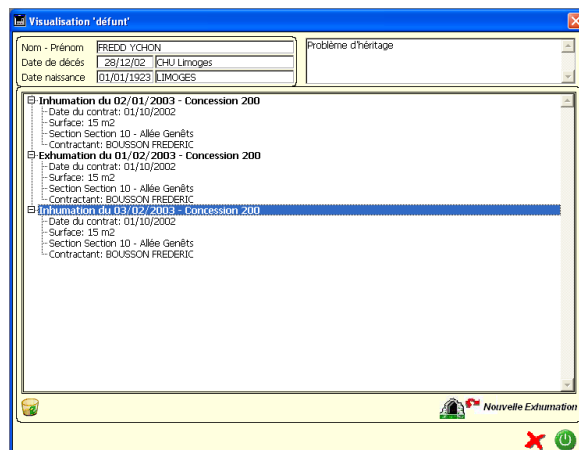 Visualisation 'défunt'
Nom - Prénom FREDD YCHON
Problème d'héritage
Date de décés 28/12/02 CHU Limoges
Date naissance 01/01/1923 LIMOGES
Inhumation du 02/01/2003 - Concession 200
Date du contrat: 01/10/2002
Surface: 15 m2
Section Section 10 - Allée Genêts
Contractant: BOUSSON FREDERIC
Exhumation du 01/02/2003 - Concession 200
Date du contrat: 01/10/2002
Surface: 15 m2
Section Section 10 - Allée Genêts
Contractant: BOUSSON FREDERIC
Inhumation du 03/02/2003 - Concession 200
Date du contrat: 01/10/2002
Surface: 15 m2
Section Section 10 - Allée Genêts
Contractant: BOUSSON FREDERIC
Nouvelle Exhumation